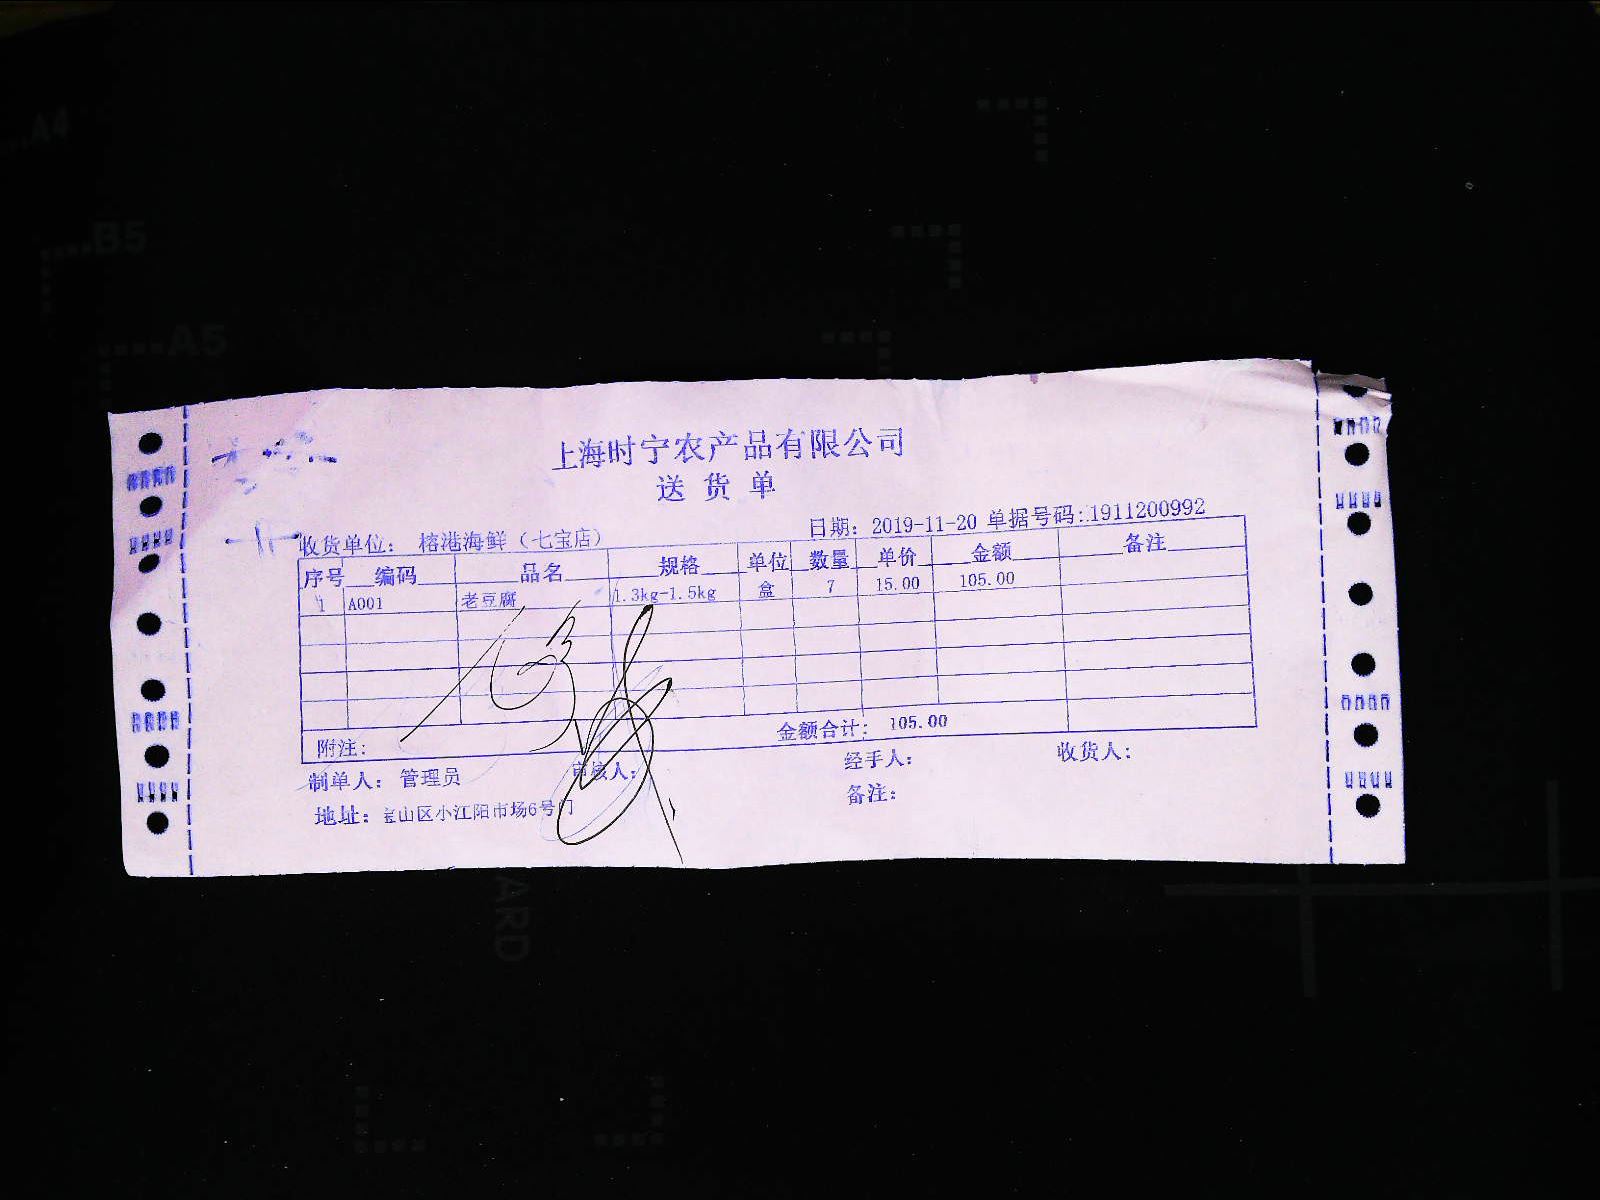 上海时宁农产品有限公司
送 货 单
收货单位： 榕港海鲜（七宝店） 日期：2019-11-20 单据号码:1911200992
序号 编码 品名 规格 单位 数量 单价 金额 备注
1 A001 老豆腐 1.3kg-1.5kg 盒 7 15.00 105.00
附注： 金额合计： 105.00
制单人： 管理员 审核人： 经手人： 收货人：
地址：宝山区小江阳市场6号门 备注：
A4
B5
A5
ARD